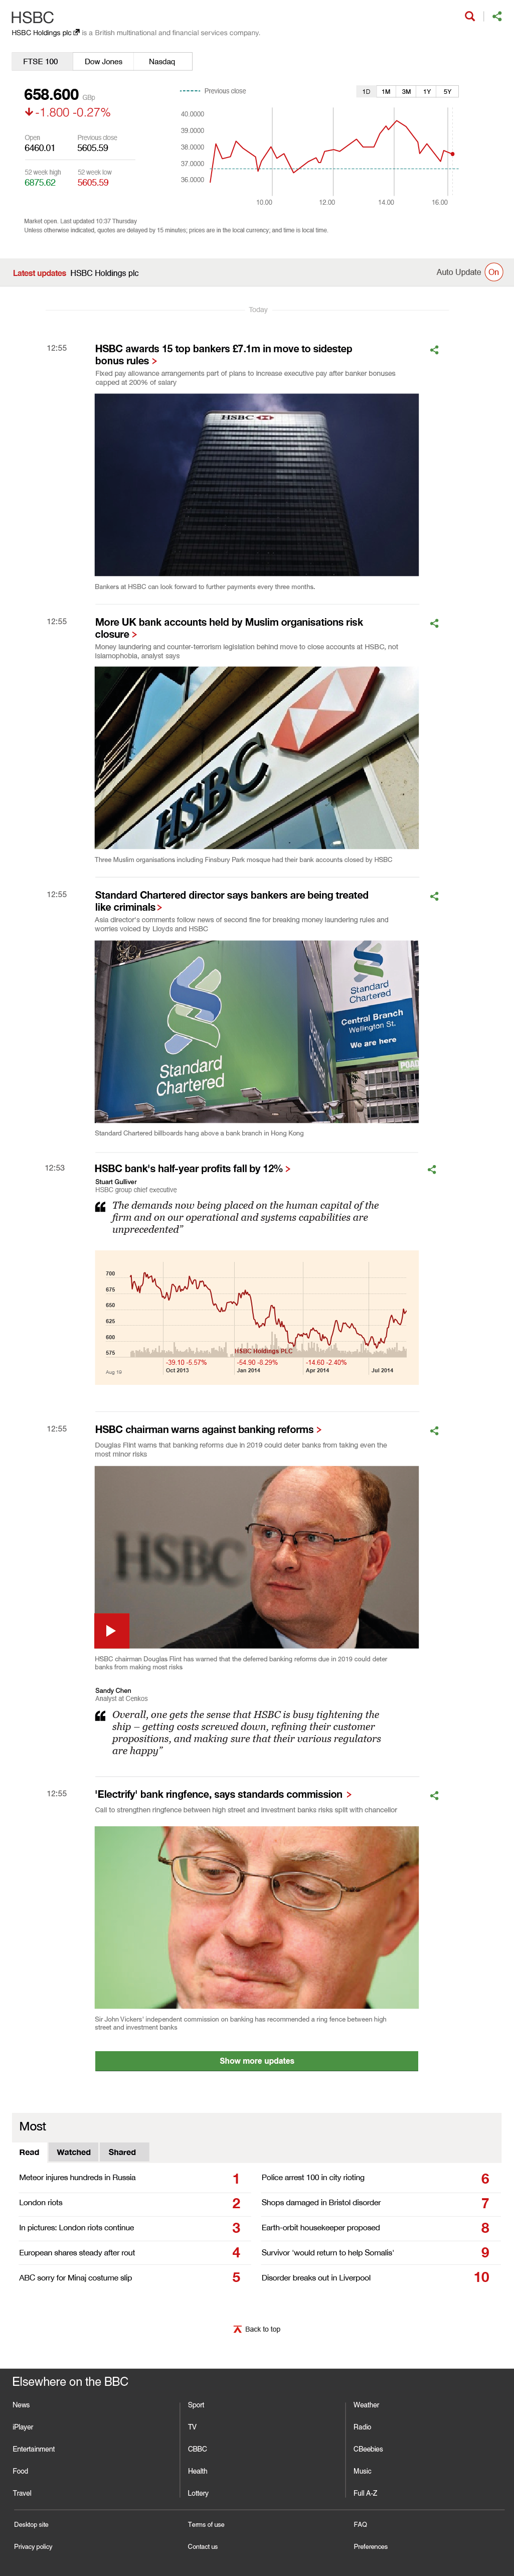 HSBC
HSBC Holdings plc is a British multinational and financial services company.
FTSE 100 Dow Jones Nasdaq
658.600 GBp
-1.800 -0.27%
Open Previous close
6460.01 5605.59
52 week high 52 week low
6875.62 5605.59
Previous close
1D 1M 3M 1Y 5Y
40.0000
39.0000
38.0000
37.0000
36.0000
10.00 12.00 14.00 16.00
Market open. Last updated 10:37 Thursday
Unless otherwise indicated, quotes are delayed by 15 minutes; prices are in the local currency; and time is local time.
Latest updates HSBC Holdings plc
Auto Update On
Today
12:55
HSBC awards 15 top bankers £7.1m in move to sidestep
bonus rules >
Fixed pay allowance arrangements part of plans to increase executive pay after banker bonuses
capped at 200% of salary
HSBC
Bankers at HSBC can look forward to further payments every three months.
12:55
More UK bank accounts held by Muslim organisations risk
closure >
Money laundering and counter-terrorism legislation behind move to close accounts at HSBC, not
Islamophobia, analyst says
HSBC
Three Muslim organisations including Finsbury Park mosque had their bank accounts closed by HSBC
12:55
Standard Chartered director says bankers are being treated
like criminals>
Asia director's comments follow news of second fine for breaking money laundering rules and
worries voiced by Lloyds and HSBC
Standard
Chartered
Standard
Chartered
Central Branch
Wellington St.
We are here
Standard Chartered billboards hang above a bank branch in Hong Kong
12:53
HSBC bank's half-year profits fall by 12% >
Stuart Gulliver
HSBC group chief executive
The demands now being placed on the human capital of the
firm and on our operational and systems capabilities are
unprecedented”
700
675
650
625
600
575
HSBC Holdings PLC
-39.10 -5.57% -54.90 -8.29% -14.60 -2.40%
Aug 19 Oct 2013 Jan 2014 Apr 2014 Jul 2014
12:55
HSBC chairman warns against banking reforms >
Douglas Flint warns that banking reforms due in 2019 could deter banks from taking even the
most minor risks
HSBC
HSBC chairman Douglas Flint has warned that the deferred banking reforms due in 2019 could deter
banks from making most risks
Sandy Chen
Analyst at Cenkos
Overall, one gets the sense that HSBC is busy tightening the
ship – getting costs screwed down, refining their customer
propositions, and making sure that their various regulators
are happy”
12:55
'Electrify' bank ringfence, says standards commission >
Call to strengthen ringfence between high street and investment banks risks split with chancellor
Sir John Vickers' independent commission on banking has recommended a ring fence between high
street and investment banks
Show more updates
Most
Read Watched Shared
Meteor injures hundreds in Russia 1
London riots 2
In pictures: London riots continue 3
European shares steady after rout 4
ABC sorry for Minaj costume slip 5
Police arrest 100 in city rioting 6
Shops damaged in Bristol disorder 7
Earth-orbit housekeeper proposed 8
Survivor 'would return to help Somalis' 9
Disorder breaks out in Liverpool 10
Back to top
Elsewhere on the BBC
News Sport Weather
iPlayer TV Radio
Entertainment CBBC CBeebies
Food Health Music
Travel Lottery Full A-Z
Desktop site Terms of use FAQ
Privacy policy Contact us Preferences